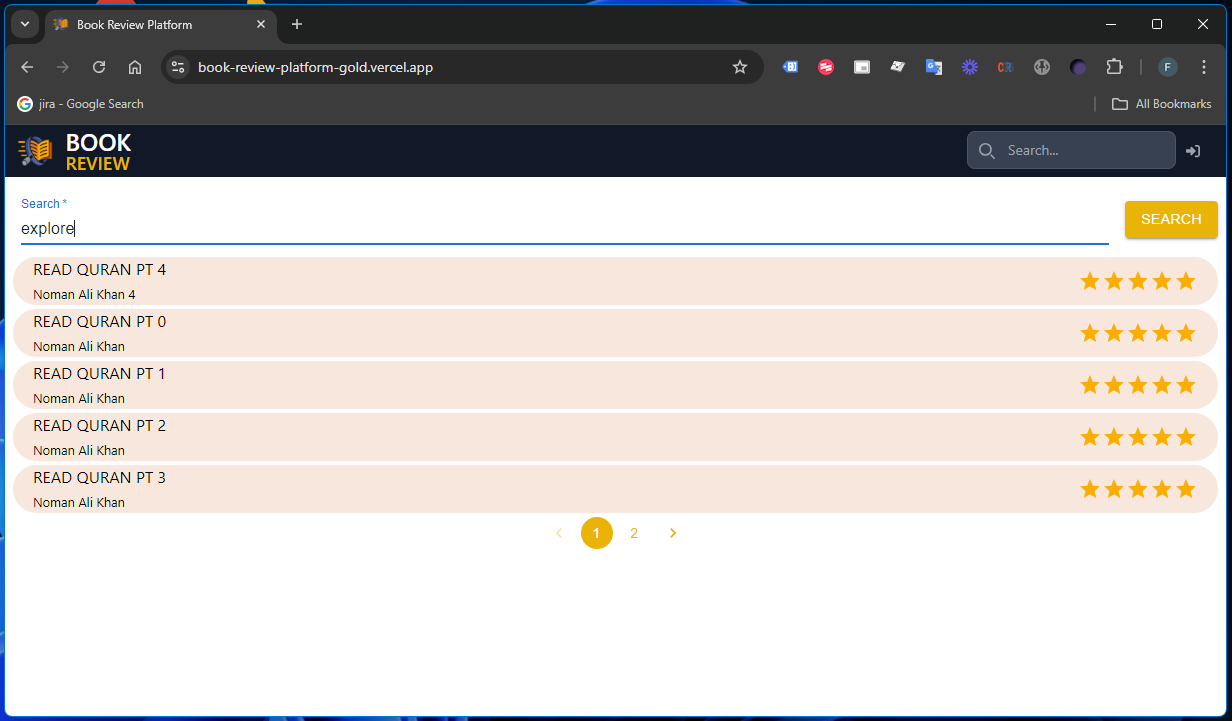 Book Review Platform
book-review-platform-gold.vercel.app
F
jira - Google Search
All Bookmarks
BOOK
REVIEW
Search...
Search *
explore
SEARCH
READ QURAN PT 4
Noman Ali Khan 4
READ QURAN PT 0
Noman Ali Khan
READ QURAN PT 1
Noman Ali Khan
READ QURAN PT 2
Noman Ali Khan
READ QURAN PT 3
Noman Ali Khan
1 2